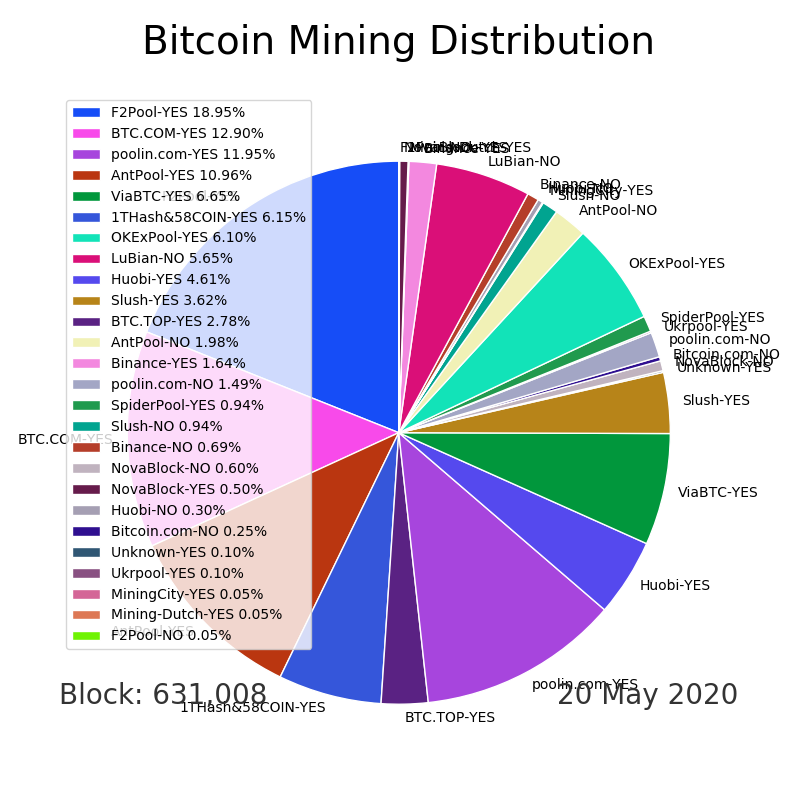 Bitcoin Mining Distribution
F2Pool-YES 18.95%
BTC.COM-YES 12.90%
poolin.com-YES 11.95%
AntPool-YES 10.96%
ViaBTC-YES 6.65%
1THash&58COIN-YES 6.15%
OKExPool-YES 6.10%
LuBian-NO 5.65%
Huobi-YES 4.61%
Slush-YES 3.62%
BTC.TOP-YES 2.78%
AntPool-NO 1.98%
Binance-YES 1.64%
poolin.com-NO 1.49%
SpiderPool-YES 0.94%
Slush-NO 0.94%
Binance-NO 0.69%
NovaBlock-NO 0.60%
NovaBlock-YES 0.50%
Huobi-NO 0.30%
Bitcoin.com-NO 0.25%
Unknown-YES 0.10%
Ukrpool-YES 0.10%
MiningCity-YES 0.05%
Mining-Dutch-YES 0.05%
F2Pool-NO 0.05%
LuBian-NO
Binance-NO
MiningCity-YES
Slush-NO
AntPool-NO
OKExPool-YES
SpiderPool-YES
Ukrpool-YES
poolin.com-NO
Bitcoin.com-NO
NovaBlock-NO
Unknown-YES
Slush-YES
BTC.COM-YES
ViaBTC-YES
Huobi-YES
AntPool-YES
poolin.com-YES
1THash&58COIN-YES
BTC.TOP-YES
Block: 631,008
20 May 2020